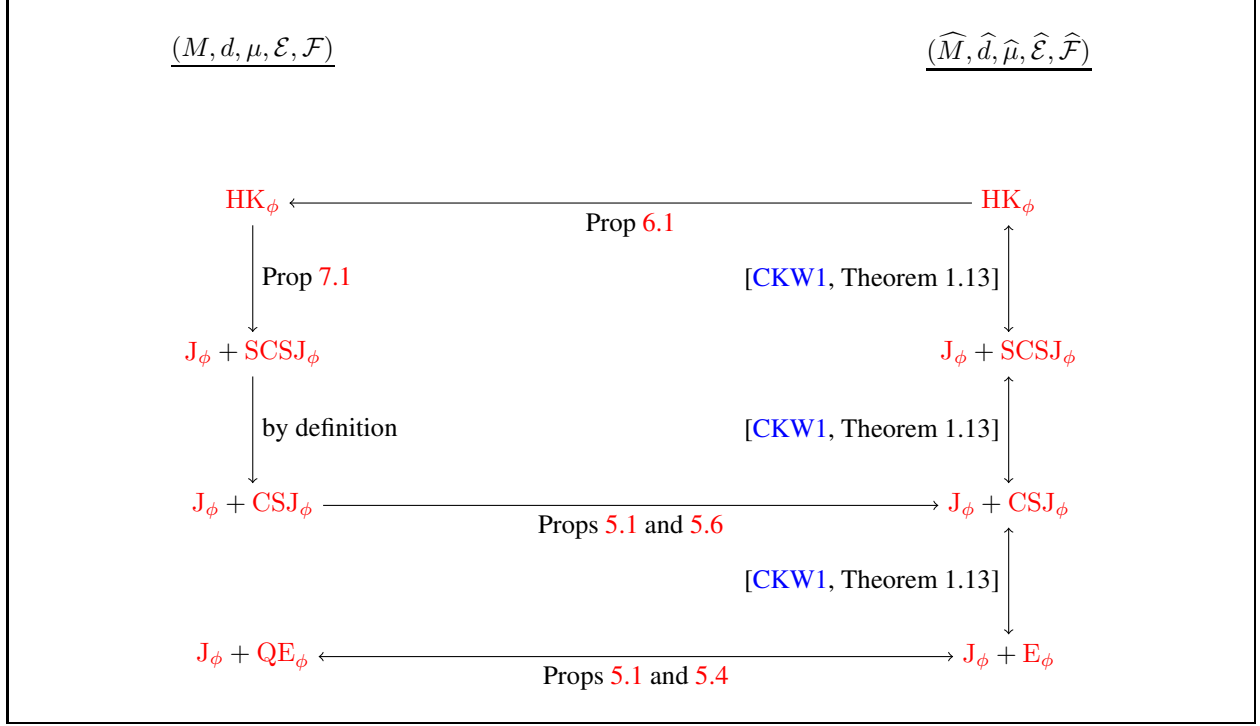 (M, d, μ, ℰ, ℱ) (M̂, d̂, μ̂, ℰ̂, ℱ̂)
HK_ϕ HK_ϕ
Prop 6.1
Prop 7.1 [CKW1, Theorem 1.13]
J_ϕ + SCSJ_ϕ J_ϕ + SCSJ_ϕ
by definition [CKW1, Theorem 1.13]
J_ϕ + CSJ_ϕ J_ϕ + CSJ_ϕ
Props 5.1 and 5.6
[CKW1, Theorem 1.13]
J_ϕ + QE_ϕ J_ϕ + E_ϕ
Props 5.1 and 5.4